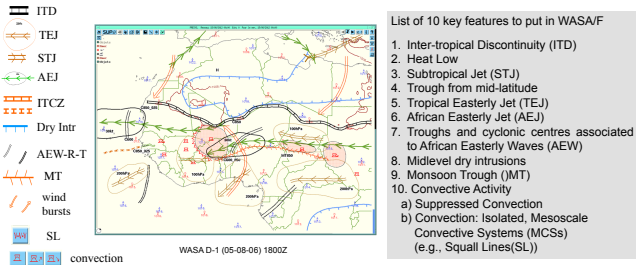 ITD
TEJ
STJ
AEJ
ITCZ
Dry Intr
AEW-R-T
MT
wind
bursts
SL
convection
200hPa
100hPa
200hPa
200hPa
WASA D-1 (05-08-06) 1800Z
List of 10 key features to put in WASA/F
1. Inter-tropical Discontinuity (ITD)
2. Heat Low
3. Subtropical Jet (STJ)
4. Trough from mid-latitude
5. Tropical Easterly Jet (TEJ)
6. African Easterly Jet (AEJ)
7. Troughs and cyclonic centres associated
to African Easterly Waves (AEW)
8. Midlevel dry intrusions
9. Monsoon Trough ()MT)
10. Convective Activity
a) Suppressed Convection
b) Convection: Isolated, Mesoscale
Convective Systems (MCSs)
(e.g., Squall Lines(SL))